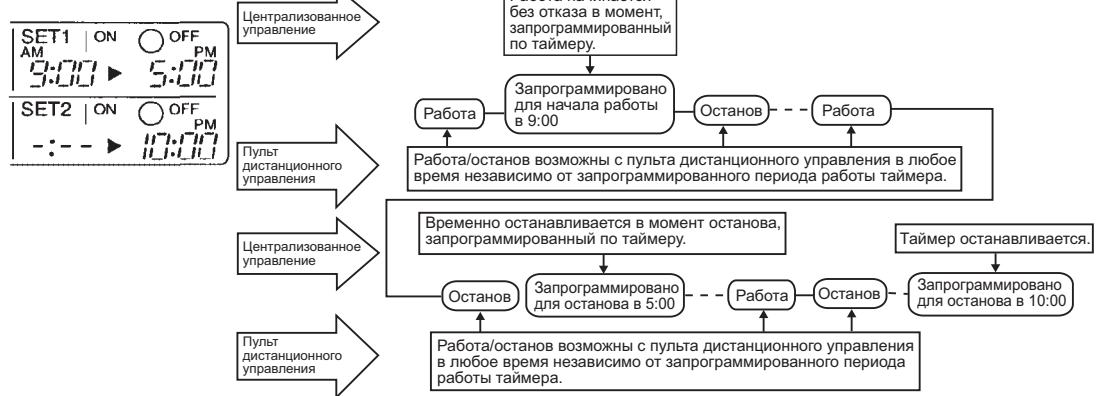 SET1 ON OFF
AM PM
9:00 ▶ 5:00
SET2 ON OFF
PM
-:-- ▶ 10:00
Централизованное
управление
без отказа в момент,
запрограммированный
по таймеру.
Работа
Запрограммировано
для начала работы
в 9:00
Останов
Работа
Пульт
дистанционного
управления
Работа/останов возможны с пульта дистанционного управления в любое
время независимо от запрограммированного периода работы таймера.
Централизованное
управление
Временно останавливается в момент останова,
запрограммированный по таймеру.
Таймер останавливается.
Останов
Запрограммировано
для останова в 5:00
Работа
Останов
Запрограммировано
для останова в 10:00
Пульт
дистанционного
управления
Работа/останов возможны с пульта дистанционного управления
в любое время независимо от запрограммированного периода
работы таймера.